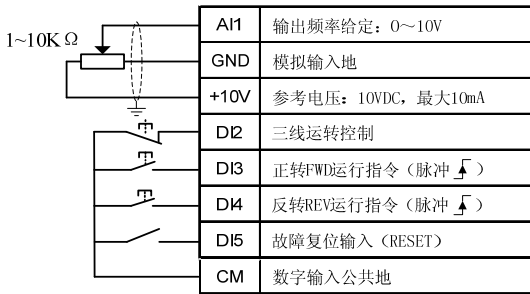 AI1 输出频率给定：0～10V
1~10KΩ
GND 模拟输入地
+10V 参考电压：10VDC，最大10mA
DI2 三线运转控制
DI3 正转FWD运行指令（脉冲）
DI4 反转REV运行指令（脉冲）
DI5 故障复位输入（RESET）
CM 数字输入公共地